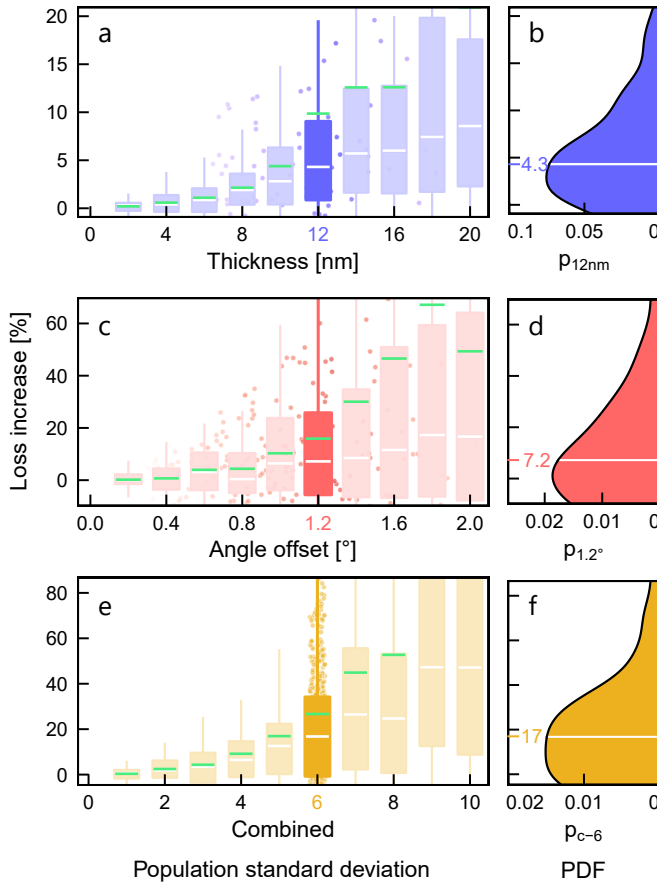 a
20
15
10
5
0
0
4
8
12
16
20
Thickness [nm]
b
4.3
0.1
0.05
0
p12nm
Loss increase [%]
c
60
40
20
0
0.0
0.4
0.8
1.2
1.6
2.0
Angle offset [°]
d
7.2
0.02
0.01
0
p1.2°
e
80
60
40
20
0
0
2
4
6
8
10
Combined
f
17
0.02
0.01
0
pc−6
Population standard deviation
PDF